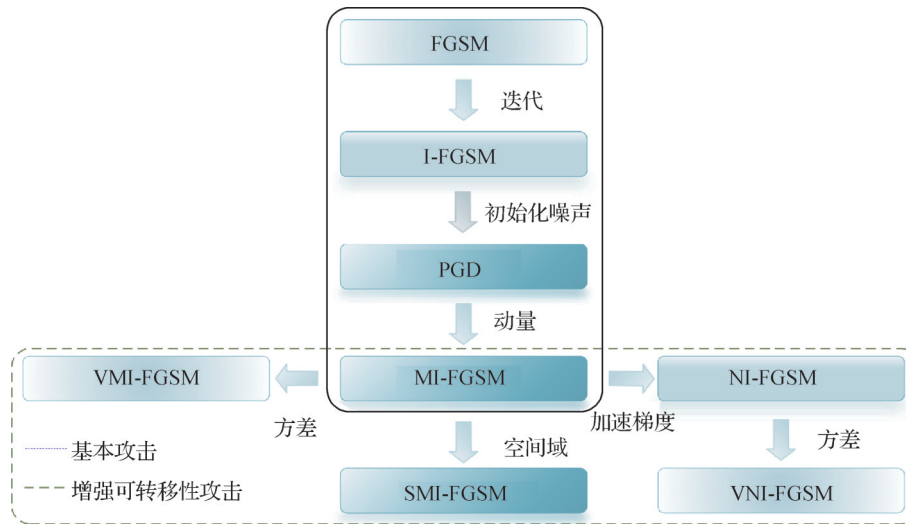 FGSM
迭代
I-FGSM
初始化噪声
PGD
动量
VMI-FGSM
MI-FGSM
NI-FGSM
方差
加速梯度
空间域
方差
基本攻击
增强可转移性攻击
SMI-FGSM
VNI-FGSM